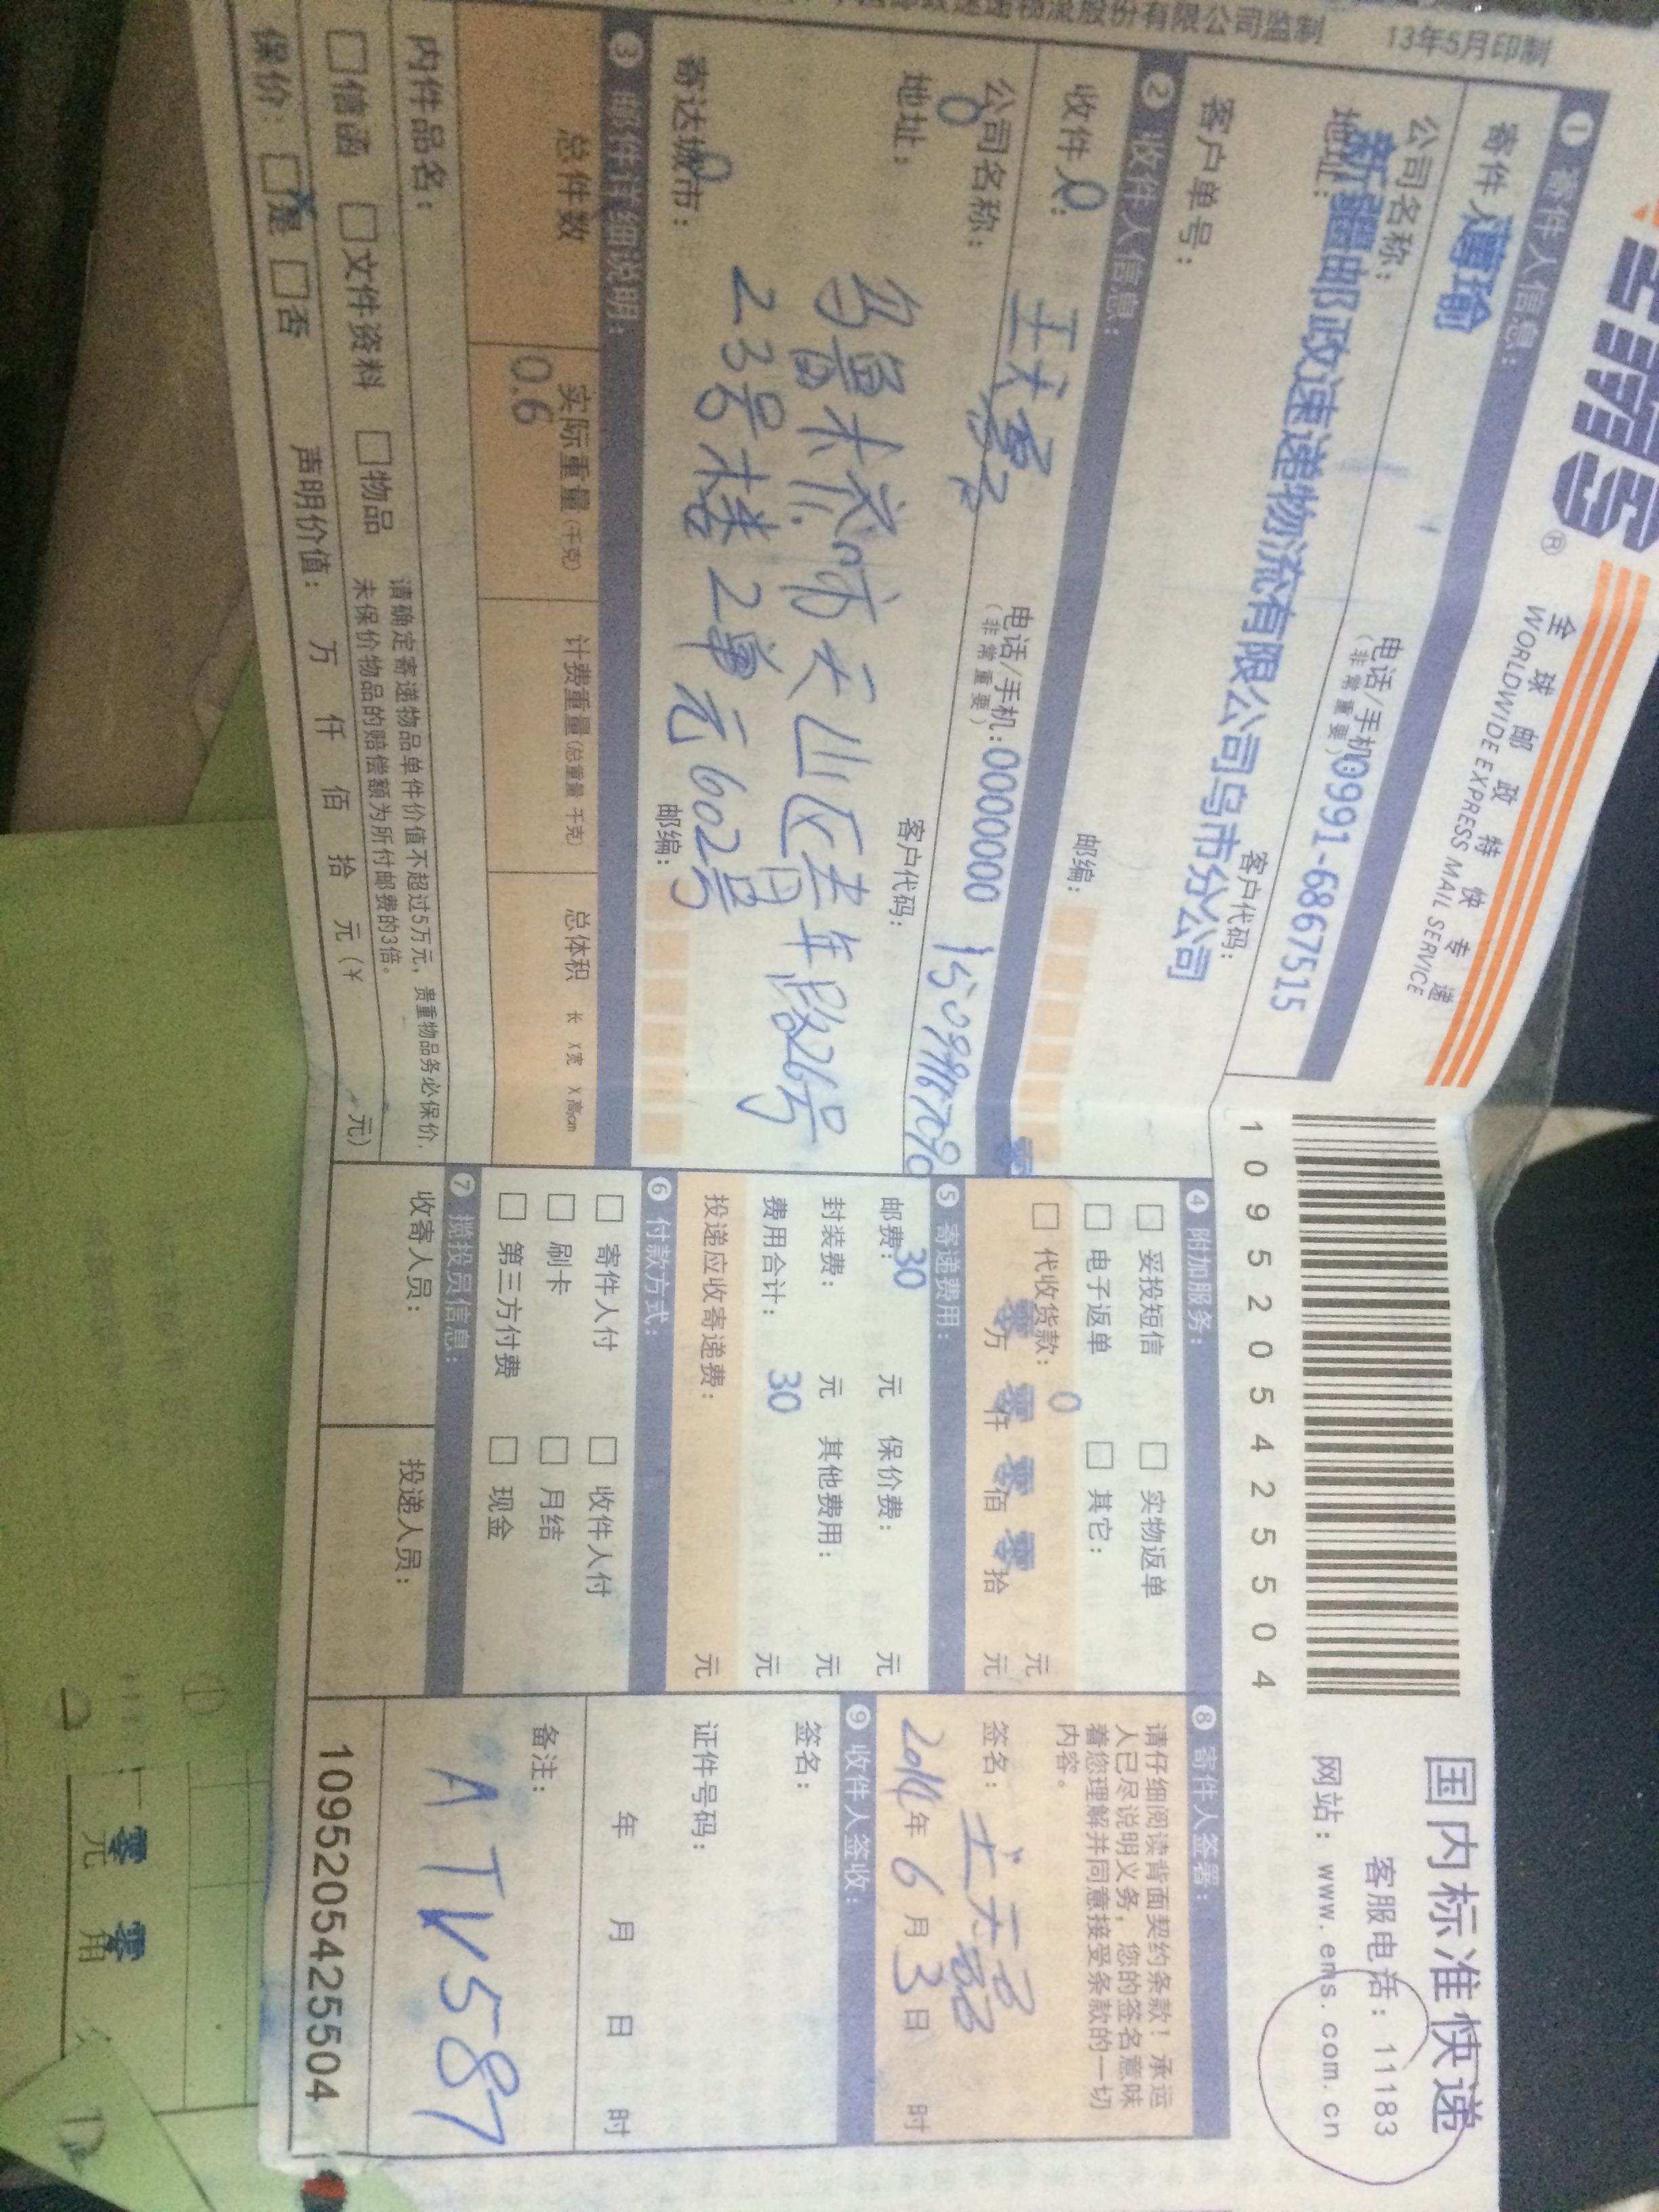 中国邮政速递物流股份有限公司监制 13年5月印制
EMS ®
全球邮政特快专递
WORLDWIDE EXPRESS MAIL SERVICE
国内标准快递
客服电话：11183
网站：www.ems.com.cn
1095205425504
① 寄件人信息：
寄件人 瑜
电话/手机 0991-6867515
（非常重要）
公司名称：
客户代码：
地址：
新疆邮政速递物流有限公司乌市分公司
客户单号：
邮编：
② 收件人信息：
收件人： 0
电话/手机：0000000 （非常重要）
公司名称： 0
客户代码：
地址：
乌鲁木齐市天山区青年路26号
23号楼2单元602号
寄达城市： 0
邮编：
③ 邮件详细说明：
总件数 实际重量(千克) 计费重量(总重量 千克) 总体积 长 X宽 X高cm
0.6
内件品名：
□信函 □文件资料 □物品
请确定寄递物品单件价值不超过5万元，贵重物品务必保价，
未保价物品的赔偿额为所付邮费的3倍。
保价： □是 □否 声明价值： 万 仟 佰 拾 元（¥ 元）
④ 附加服务：
□ 妥投短信 □ 实物返单
□ 电子返单 □ 其它：
□ 代收货款： 0 元
零万 零仟 零佰 零拾 零 元
⑤ 寄递费用：
邮费：30 元 保价费： 元
封装费： 元 其他费用： 元
费用合计： 30 元
投递应收寄递费： 元
⑥ 付款方式：
□ 寄件人付 □ 收件人付
□ 刷卡 □ 月结
□ 第三方付费 □ 现金
⑦ 揽投员信息：
收寄人员： 投递人员：
⑧ 寄件人签署：
请仔细阅读背面契约条款！承运
人已尽说明义务，您的签名意味
着您理解并同意接受条款的一切
内容。
签名：
2014年6月3日 时
⑨ 收件人签收：
签名：
证件号码：
年 月 日 时
备注：
ATV587
1095205425504
零 零
元 角